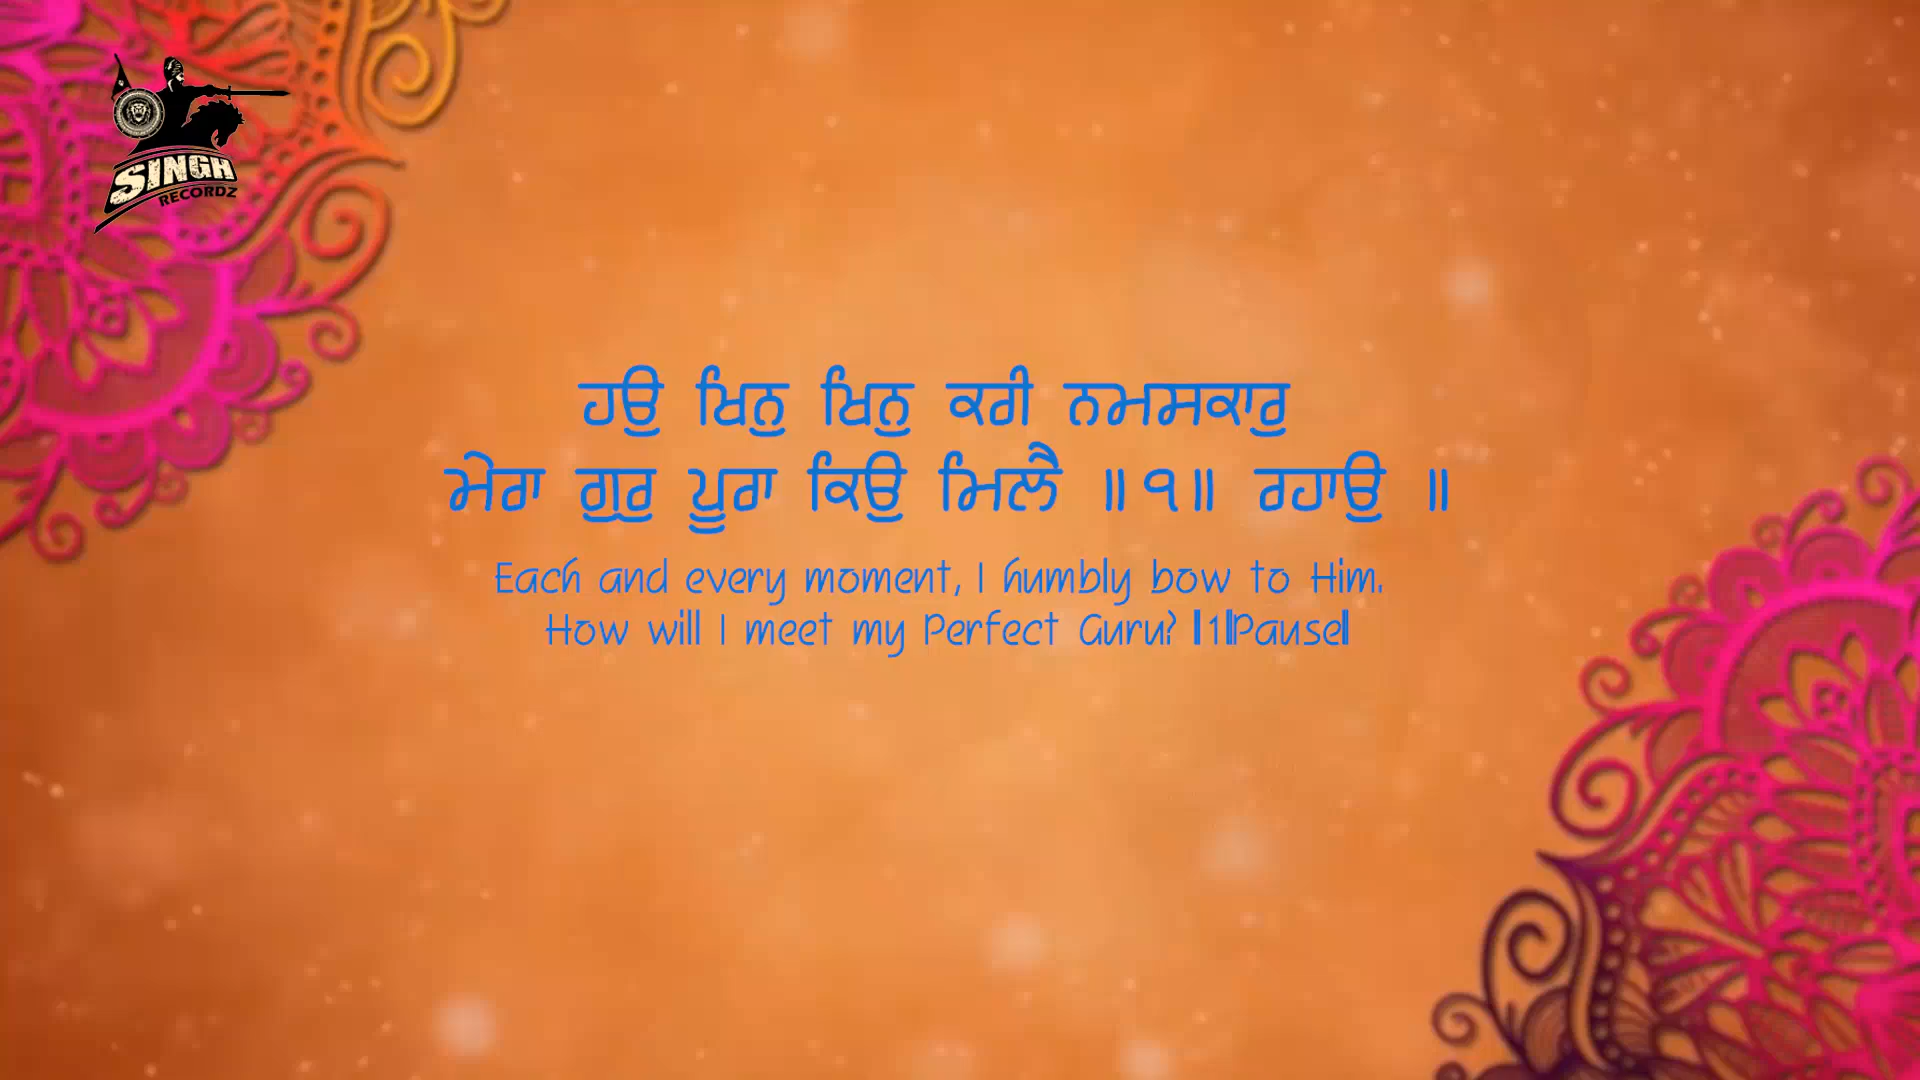 SINGH
RECORDZ
ਹਉ ਖਿਨੁ ਖਿਨੁ ਕਰੀ ਨਮਸਕਾਰੁ
ਮੇਰਾ ਗੁਰੁ ਪੂਰਾ ਕਿਉ ਮਿਲੈ ॥੧॥ ਰਹਾਉ ॥
Each and every moment, I humbly bow to Him.
How will I meet my Perfect Guru? ||1||Pause||